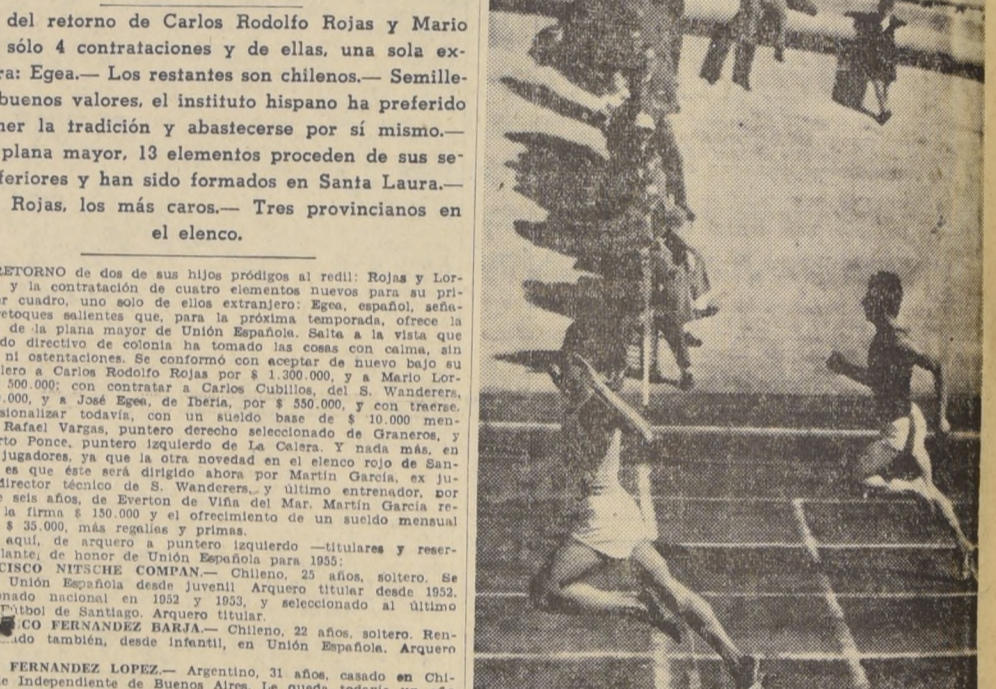 del retorno de Carlos Rodolfo Rojas y Mario
sólo 4 contrataciones y de ellas, una sola ex-
ra: Egea.— Los restantes son chilenos.— Semille-
buenos valores, el instituto hispano ha preferido
ner la tradición y abastecerse por sí mismo.—
plana mayor, 13 elementos proceden de sus se-
feriores y han sido formados en Santa Laura.—
Rojas, los más caros.— Tres provincianos en
el elenco.
RETORNO de dos de sus hijos pródigos al redil: Rojas y Lor-
y la contratación de cuatro elementos nuevos para su pri-
er cuadro, uno solo de ellos extranjero: Egea, español, seña-
retoques salientes que, para la próxima temporada, ofrece la
de la plana mayor de Unión Española. Salta a la vista que
do directivo de colonia ha tomado las cosas con calma, sin
ni ostentaciones. Se conformó con aceptar de nuevo bajo su
lero a Carlos Rodolfo Rojas por $ 1.300.000, y a Mario Lor-
500.000; con contratar a Carlos Cubillos, del S. Wanderers,
.000, y a José Egea, de Iberia, por $ 550.000, y con traerse,
sionalizar todavía, con un sueldo base de $ 10.000 men-
Rafael Vargas, puntero derecho seleccionado de Graneros, y
rto Ponce, puntero izquierdo de La Calera. Y nada más, en
jugadores, ya que la otra novedad en el elenco rojo de San-
es que éste será dirigido ahora por Martín García, ex ju-
director técnico de S. Wanderers, y último entrenador, por
e seis años, de Everton de Viña del Mar. Martín García re-
la firma $ 150.000 y el ofrecimiento de un sueldo mensual
$ 35.000, más regalías y primas.
aquí, de arquero a puntero izquierdo —titulares y reser-
lante, de honor de Unión Española para 1955:
CISCO NITSCHE COMPAN.— Chileno, 25 años, soltero. Se
Unión Española desde juvenil Arquero titular desde 1952.
onado nacional en 1952 y 1953, y seleccionado al último
Fútbol de Santiago. Arquero titular.
CO FERNANDEZ BARJA.— Chileno, 22 años, soltero. Ren-
ado también, desde infantil, en Unión Española. Arquero
FERNANDEZ LOPEZ.— Argentino, 31 años, casado en Chi-
e Independiente de Buenos Aires. Le queda todavía